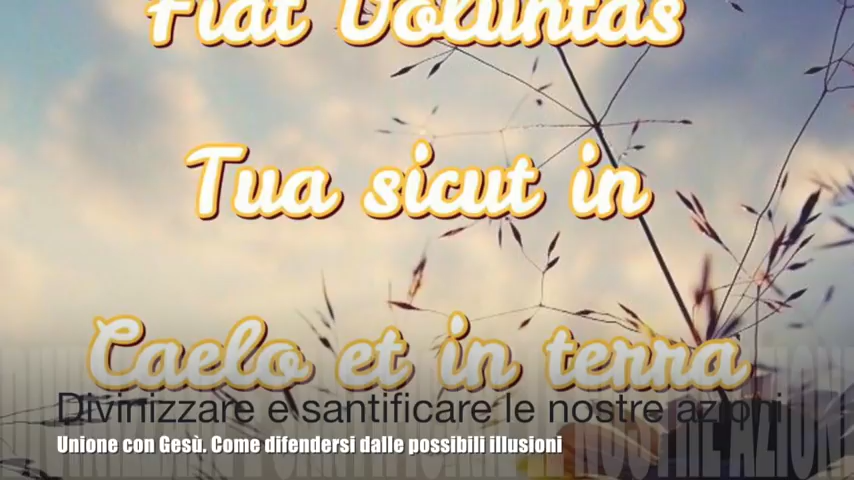 Fiat Voluntas
Tua sicut in
Caelo et in terra
Divinizzare e santificare le nostre azioni
Unione con Gesù. Come difendersi dalle possibili illusioni